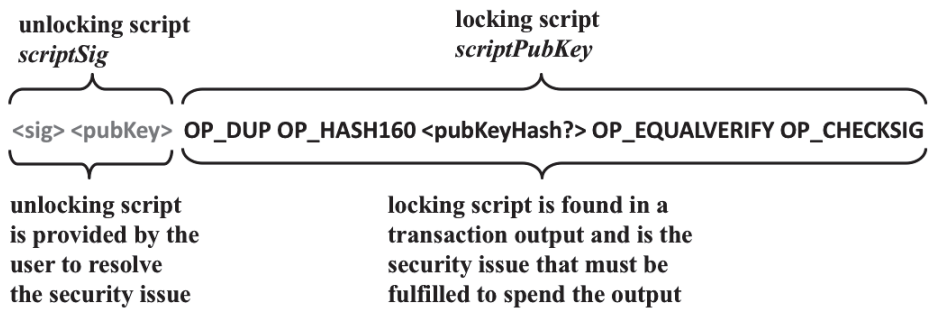 unlocking script
scriptSig
locking script
scriptPubKey
<sig> <pubKey> OP_DUP OP_HASH160 <pubKeyHash?> OP_EQUALVERIFY OP_CHECKSIG
unlocking script
is provided by the
user to resolve
the security issue
locking script is found in a
transaction output and is the
security issue that must be
fulfilled to spend the output